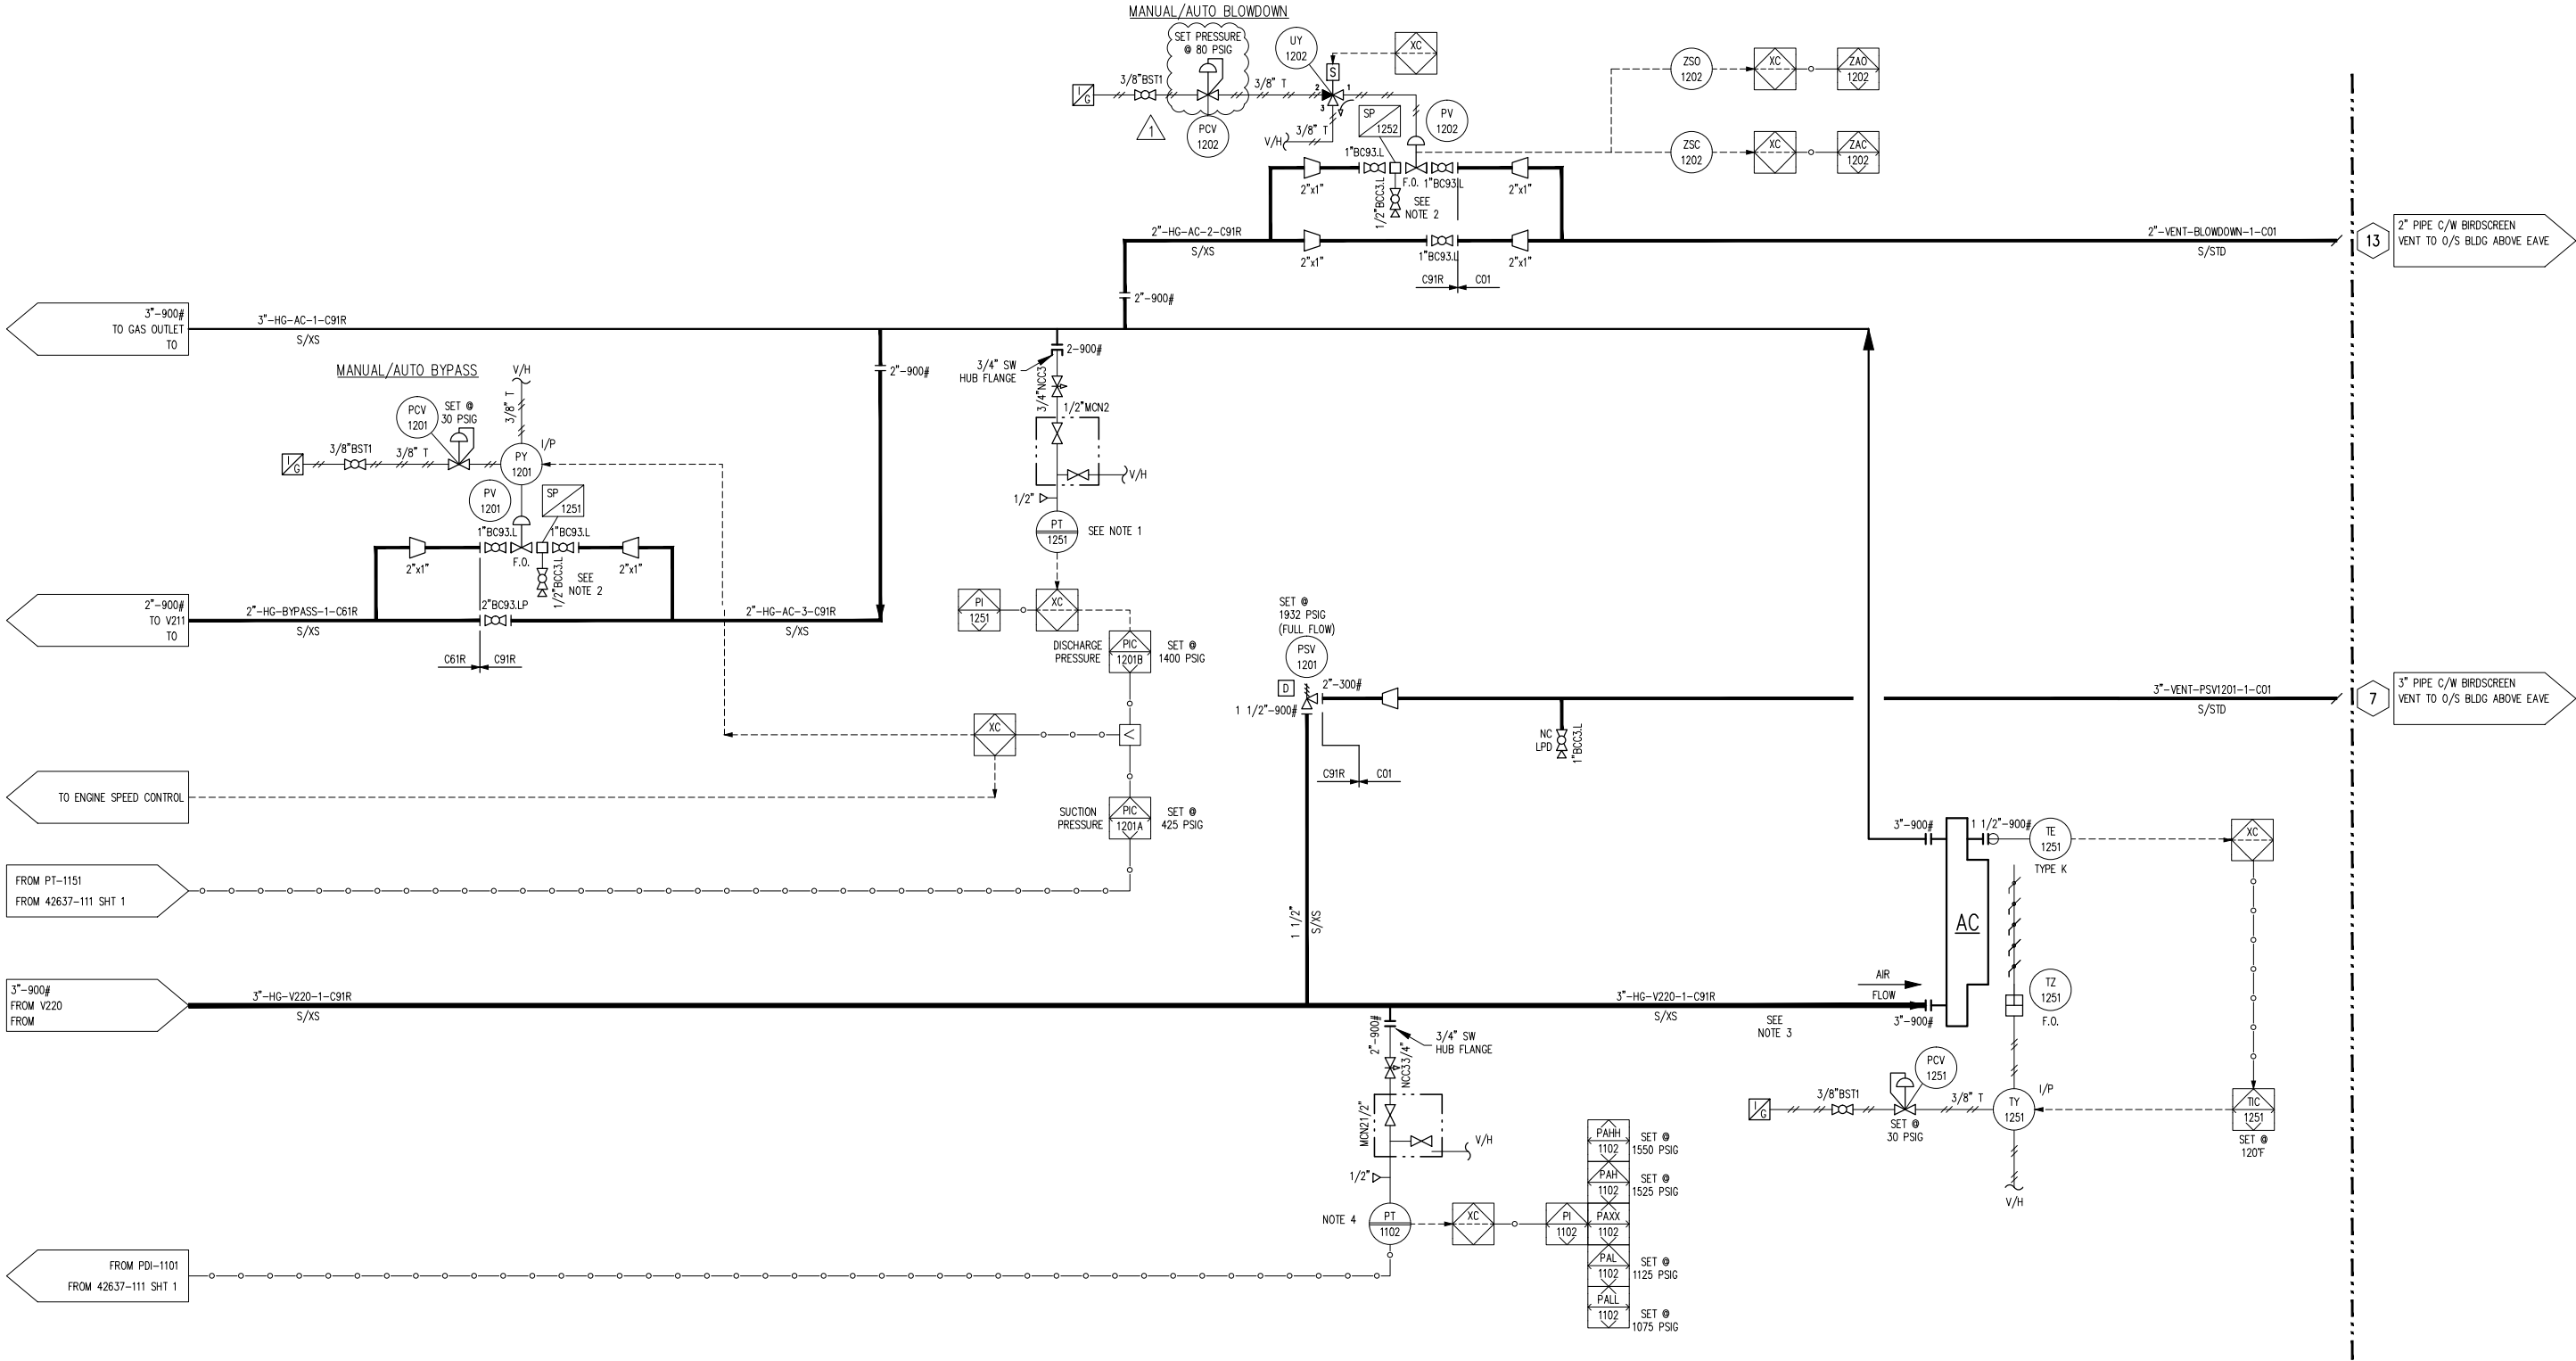 MANUAL/AUTO BLOWDOWN
SET PRESSURE
@ 80 PSIG
UY
1202
XC
S
3/8"BST1
3/8" T
2
1
3
I/G
1
PCV
1202
V/H
3/8" T
SP
1252
PV
1202
ZSO
1202
XC
ZAO
1202
ZSC
1202
XC
ZAC
1202
1"BC93.L
F.O.
1"BC93.L
2"x1"
2"x1"
1/2"BCC3.L
SEE
NOTE 2
2"-HG-AC-2-C91R
S/XS
2"x1"
1"BC93.L
2"x1"
C91R
C01
2"-VENT-BLOWDOWN-1-C01
S/STD
13
2" PIPE C/W BIRDSCREEN
VENT TO O/S BLDG ABOVE EAVE
2"-900#
3"-900#
TO GAS OUTLET
TO
3"-HG-AC-1-C91R
S/XS
2"-900#
3/4" SW
HUB FLANGE
2-900#
3/4"NCC3
1/2"MCN2
V/H
1/2"
PT
1251
SEE NOTE 1
MANUAL/AUTO BYPASS
V/H
3/8" T
PCV
1201
SET @
30 PSIG
I/P
I/G
3/8"BST1
3/8" T
PY
1201
PV
1201
SP
1251
1"BC93.L
1"BC93.L
F.O.
2"x1"
2"x1"
1/2"BCC3.L
SEE
NOTE 2
2"-900#
TO V211
TO
2"-HG-BYPASS-1-C61R
S/XS
2"BC93.LP
2"-HG-AC-3-C91R
S/XS
C61R
C91R
PI
1251
XC
DISCHARGE
PRESSURE
PIC
1201B
SET @
1400 PSIG
XC
<
SUCTION
PRESSURE
PIC
1201A
SET @
425 PSIG
TO ENGINE SPEED CONTROL
FROM PT-1151
FROM 42637-111 SHT 1
SET @
1932 PSIG
(FULL FLOW)
PSV
1201
D
2"-300#
1 1/2"-900#
NC
LPD
1"BCC3.L
C91R
C01
3"-VENT-PSV1201-1-C01
S/STD
7
3" PIPE C/W BIRDSCREEN
VENT TO O/S BLDG ABOVE EAVE
1 1/2"
S/XS
3"-900#
1 1/2"-900#
TE
1251
TYPE K
XC
AC
AIR
FLOW
TZ
1251
F.O.
3"-900#
FROM V220
FROM
3"-HG-V220-1-C91R
S/XS
3"-HG-V220-1-C91R
S/XS
SEE
NOTE 3
3"-900#
2"-900#
3/4" SW
HUB FLANGE
NCC33/4"
MCN21/2"
V/H
1/2"
NOTE 4
PT
1102
XC
PI
1102
PAHH
1102
SET @
1550 PSIG
PAH
1102
SET @
1525 PSIG
PAXX
1102
PAL
1102
SET @
1125 PSIG
PALL
1102
SET @
1075 PSIG
I/G
3/8"BST1
PCV
1251
SET @
30 PSIG
3/8" T
TY
1251
I/P
V/H
TIC
1251
SET @
120°F
FROM PDI-1101
FROM 42637-111 SHT 1